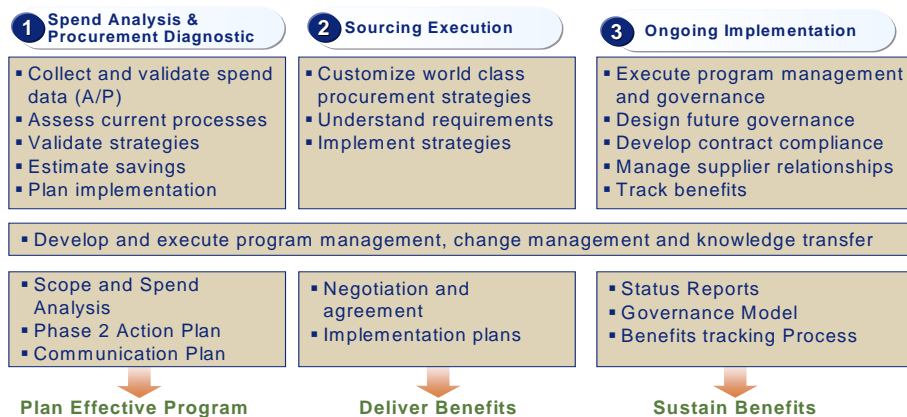 1 Spend Analysis &
Procurement Diagnostic
▪ Collect and validate spend
data (A/P)
▪ Assess current processes
▪ Validate strategies
▪ Estimate savings
▪ Plan implementation
2 Sourcing Execution
▪ Customize world class
procurement strategies
▪ Understand requirements
▪ Implement strategies
3 Ongoing Implementation
▪ Execute program management
and governance
▪ Design future governance
▪ Develop contract compliance
▪ Manage supplier relationships
▪ Track benefits
▪ Develop and execute program management, change management and knowledge transfer
▪ Scope and Spend
Analysis
▪ Phase 2 Action Plan
▪ Communication Plan
▪ Negotiation and
agreement
▪ Implementation plans
▪ Status Reports
▪ Governance Model
▪ Benefits tracking Process
Plan Effective Program
Deliver Benefits
Sustain Benefits